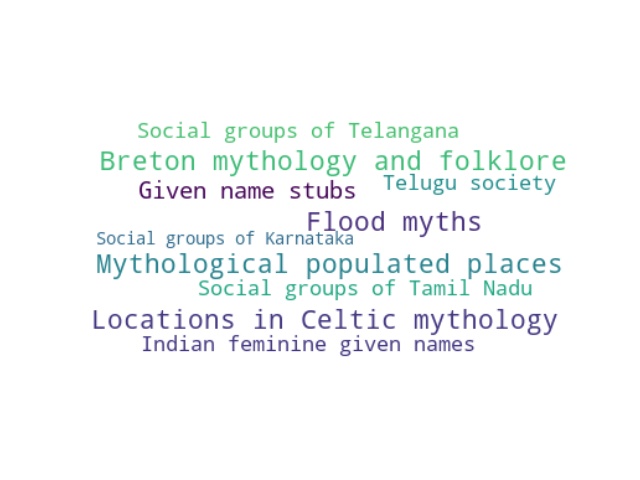 Social groups of Telangana
Breton mythology and folklore
Telugu society
Given name stubs
Flood myths
Social groups of Karnataka
Mythological populated places
Social groups of Tamil Nadu
Locations in Celtic mythology
Indian feminine given names